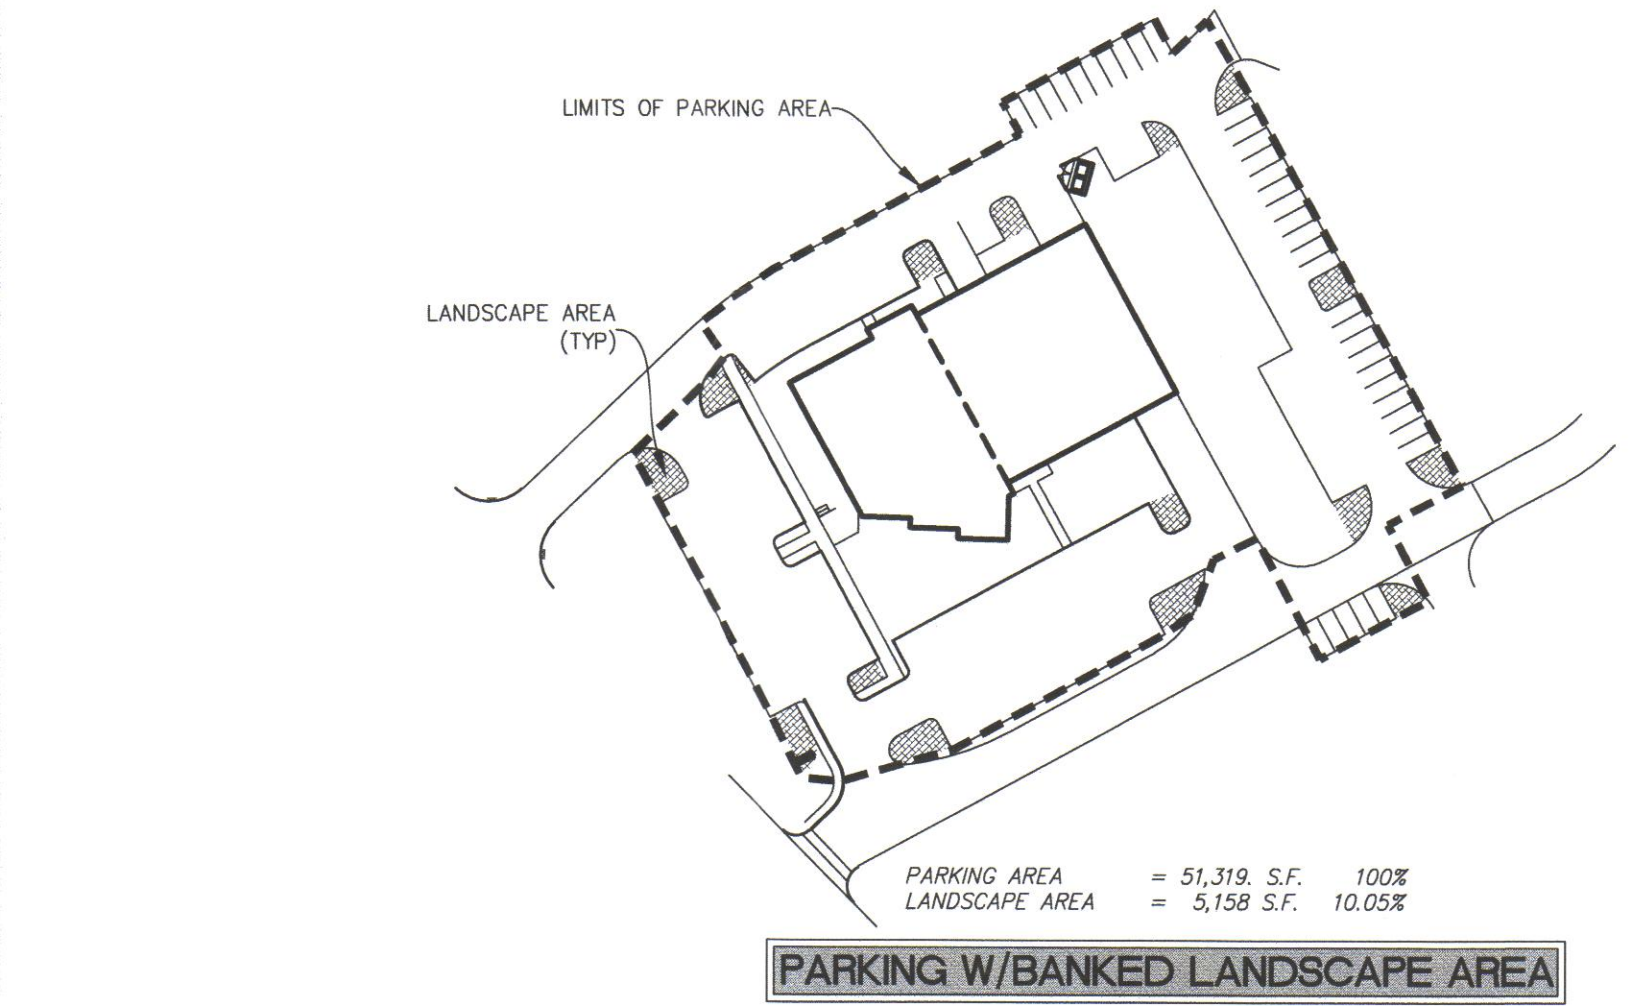 LIMITS OF PARKING AREA
LANDSCAPE AREA
(TYP)
PARKING AREA = 51,319. S.F. 100%
LANDSCAPE AREA = 5,158 S.F. 10.05%
PARKING W/BANKED LANDSCAPE AREA